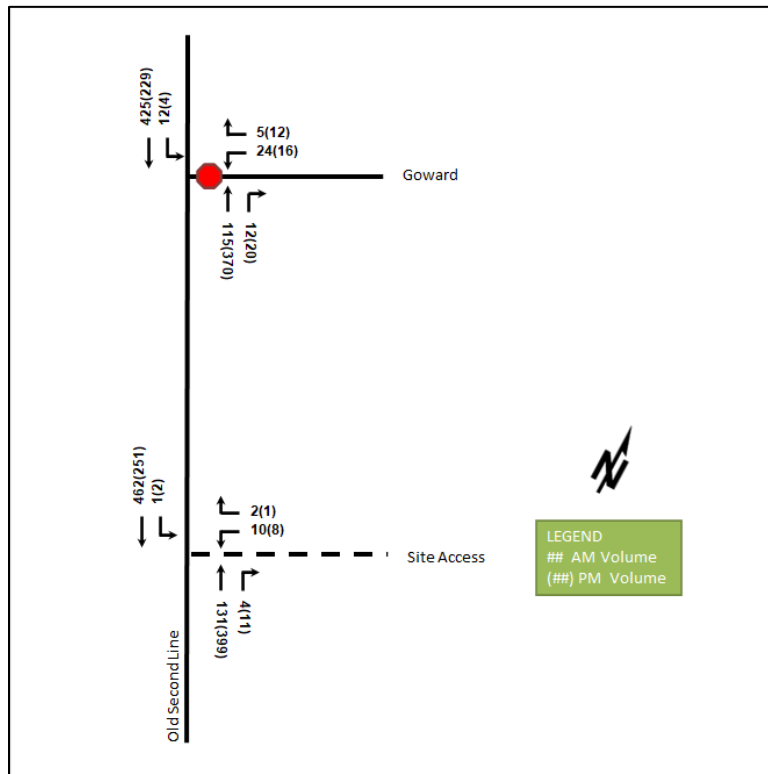 425(229)
12(4)
5(12)
24(16)
Goward
115(370)
12(20)
462(251)
1(2)
2(1)
10(8)
Site Access
131(399)
4(11)
Old Second Line
N
LEGEND
## AM Volume
(##) PM Volume